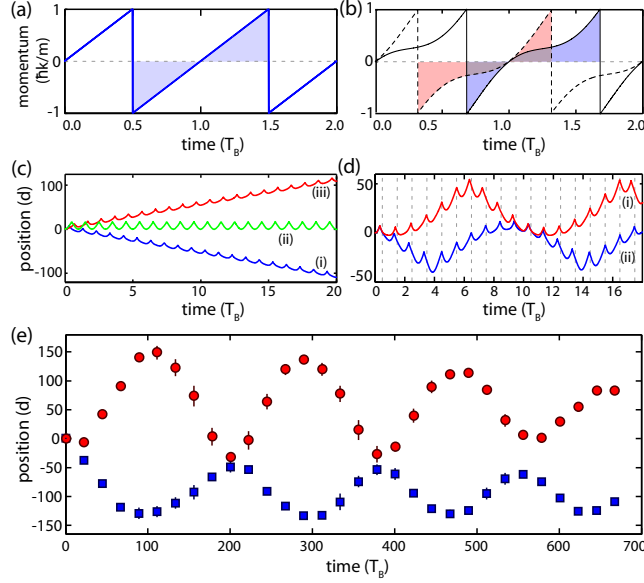 (a)
(b)
momentum
(ħk/m)
1
0
-1
0.0 0.5 1.0 1.5 2.0
time (T_B)
1
0
-1
0.0 0.5 1.0 1.5 2.0
time (T_B)
(c)
(d)
position (d)
100
0
-100
(iii)
(ii)
(i)
0 5 10 15 20
time (T_B)
50
0
-50
(i)
(ii)
0 2 4 6 8 10 12 14 16 18
time (T_B)
(e)
position (d)
150
100
50
0
-50
-100
-150
0 100 200 300 400 500 600 700
time (T_B)